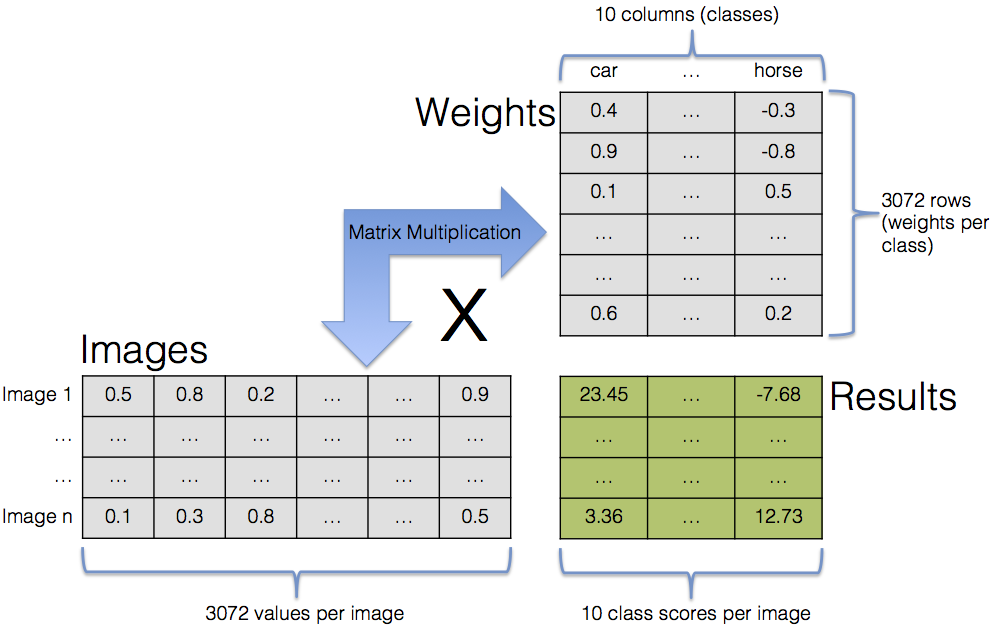 10 columns (classes)
car … horse
Weights
0.4 … -0.3
0.9 … -0.8
0.1 … 0.5
… … …
… … …
0.6 … 0.2
3072 rows
(weights per
class)
Matrix Multiplication
X
Images
Image 1 0.5 0.8 0.2 … … 0.9
… … … … … … …
… … … … … … …
Image n 0.1 0.3 0.8 … … 0.5
3072 values per image
Results
23.45 … -7.68
… … …
… … …
3.36 … 12.73
10 class scores per image